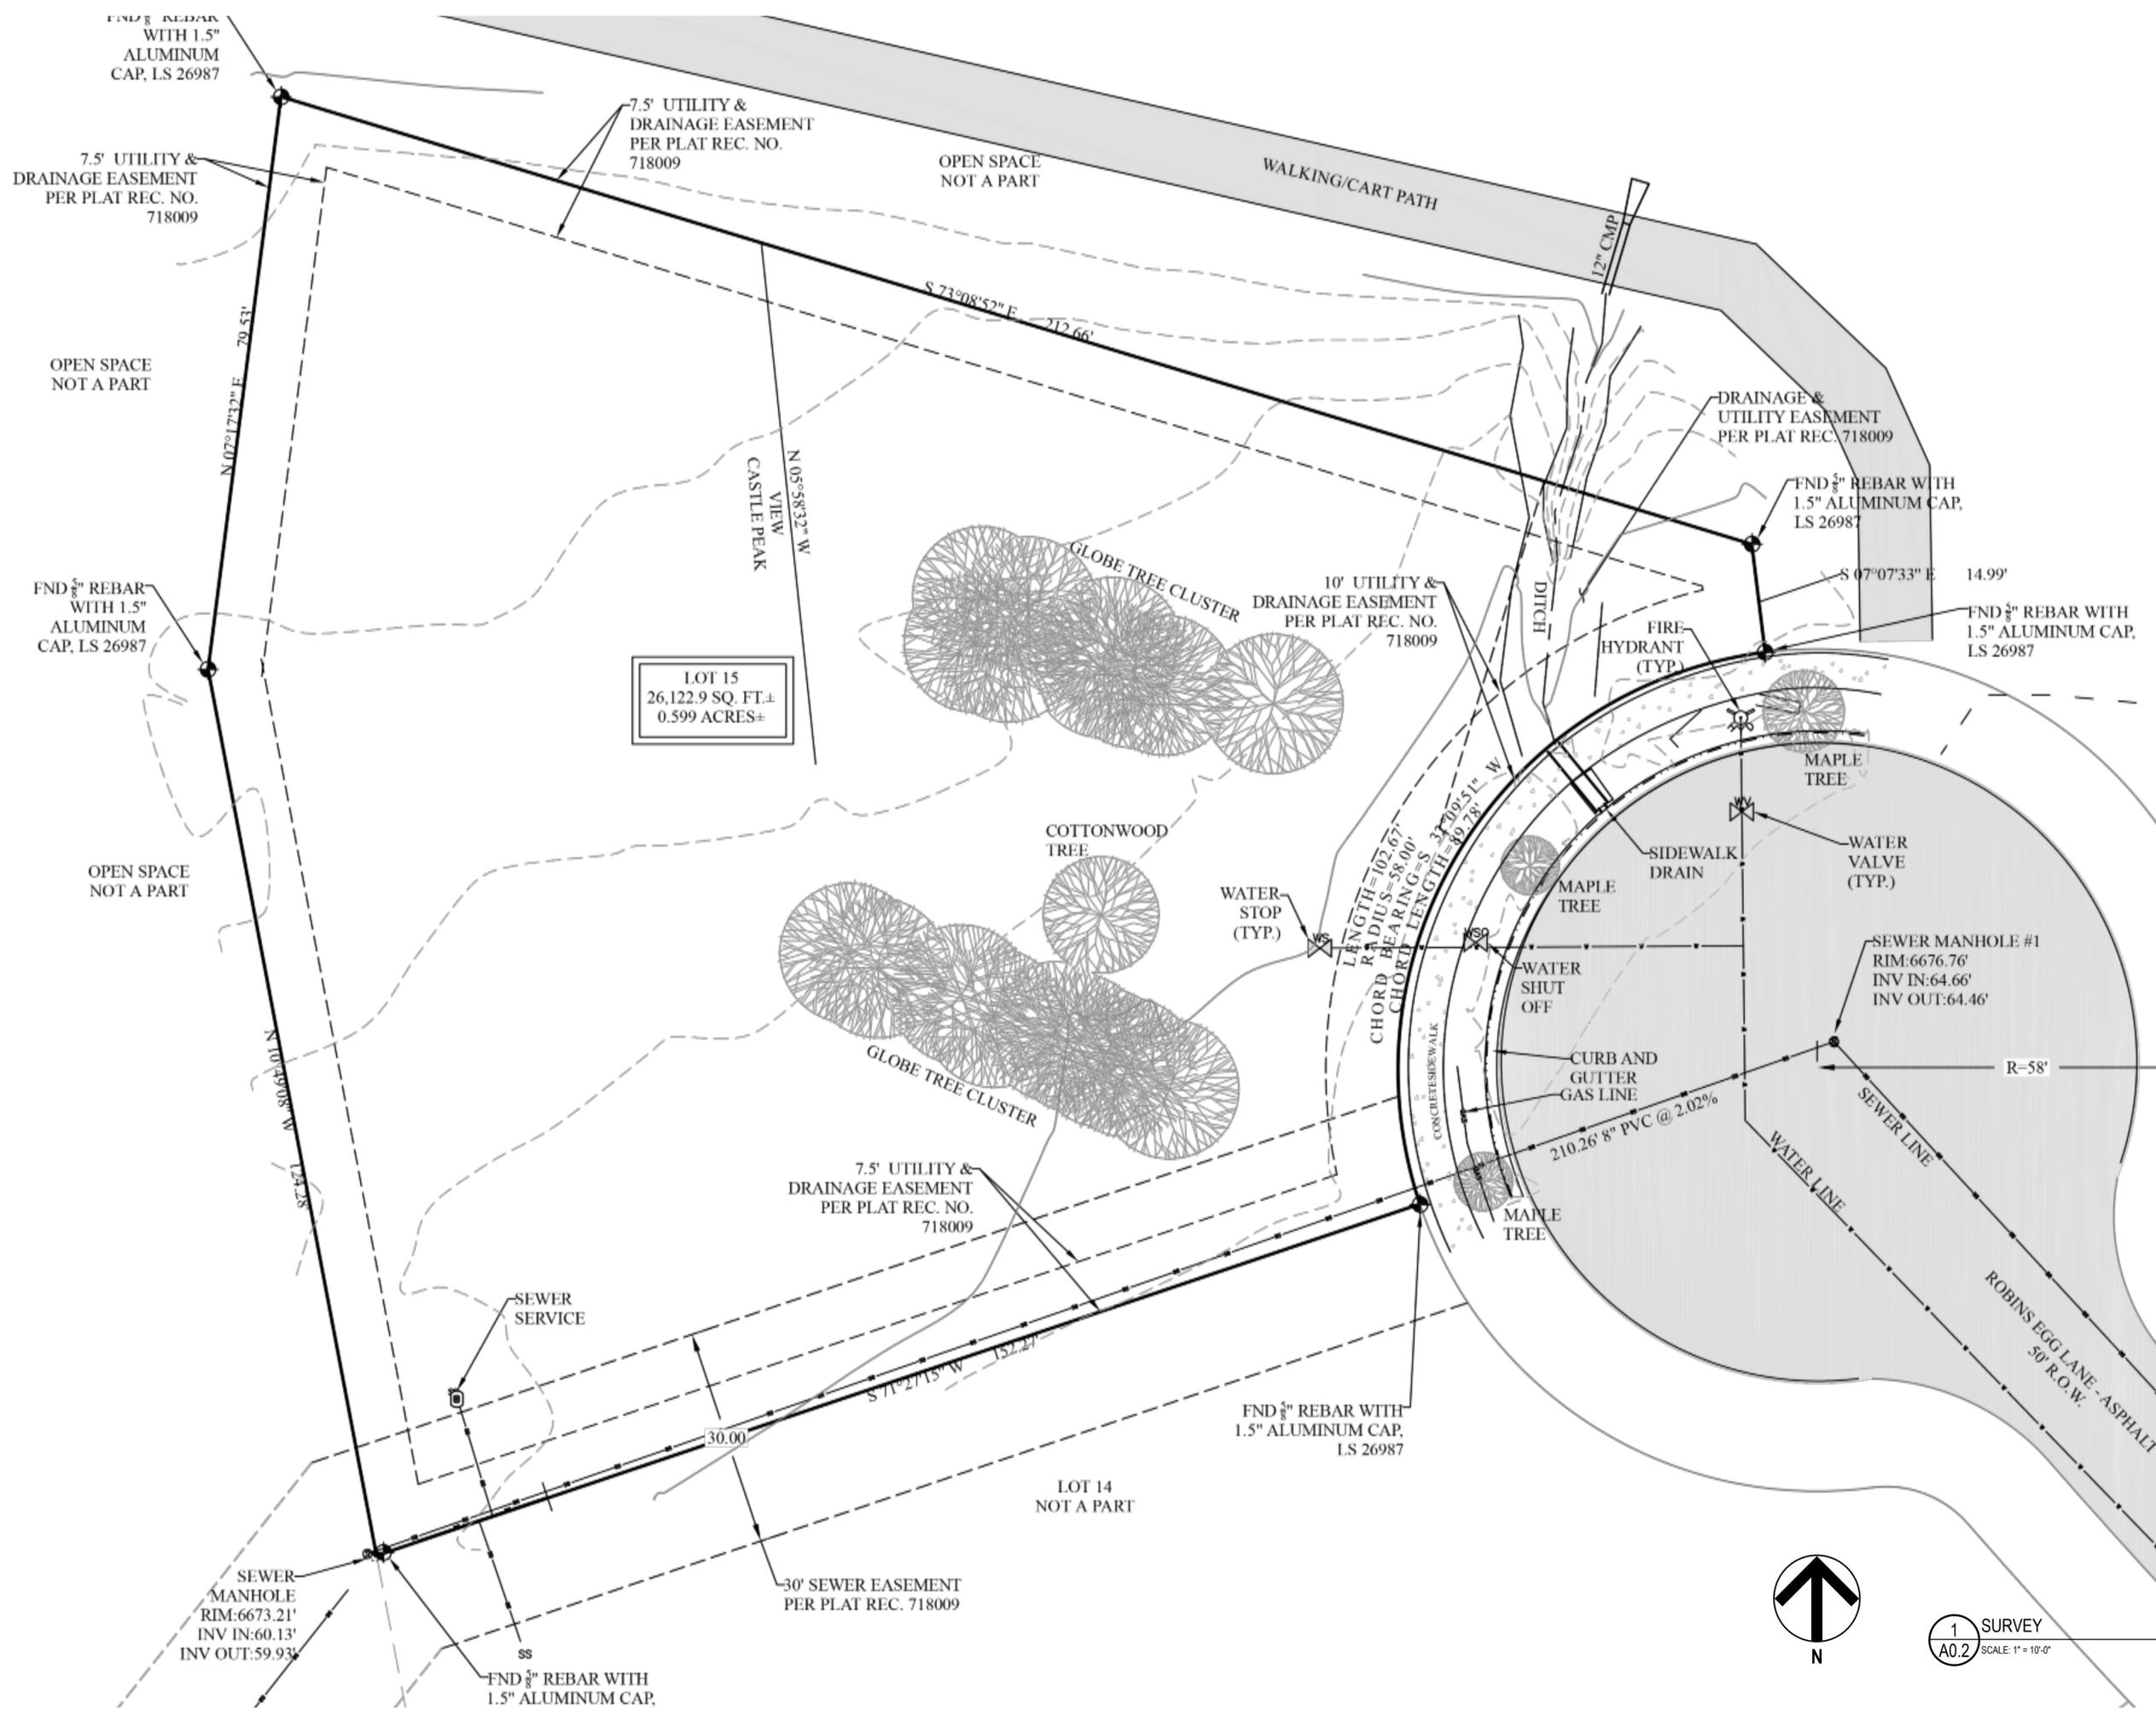 FND 5/8" REBAR
WITH 1.5"
ALUMINUM
CAP, LS 26987
7.5' UTILITY &
DRAINAGE EASEMENT
PER PLAT REC. NO.
718009
7.5' UTILITY &
DRAINAGE EASEMENT
PER PLAT REC. NO.
718009
OPEN SPACE
NOT A PART
WALKING/CART PATH
12" CMP
S 73°08'52" E 212.66'
N 07°17'32" E 79.53'
OPEN SPACE
NOT A PART
N 05°58'32" W
VIEW
CASTLE PEAK
DRAINAGE &
UTILITY EASEMENT
PER PLAT REC. 718009
FND 5/8" REBAR WITH
1.5" ALUMINUM CAP,
LS 26987
S 07°07'33" E 14.99'
FND 5/8" REBAR WITH
1.5" ALUMINUM CAP,
LS 26987
GLOBE TREE CLUSTER
10' UTILITY &
DRAINAGE EASEMENT
PER PLAT REC. NO.
718009
DITCH
FIRE
HYDRANT
(TYP.)
FND 5/8" REBAR
WITH 1.5"
ALUMINUM
CAP, LS 26987
LOT 15
26,122.9 SQ. FT.±
0.599 ACRES±
MAPLE
TREE
WV
WATER
VALVE
(TYP.)
SIDEWALK
DRAIN
MAPLE
TREE
COTTONWOOD
TREE
OPEN SPACE
NOT A PART
WATER
STOP
(TYP.)
WS
LENGTH=102.67'
RADIUS=58.00'
CHORD BEARING=S 33°09'51" W
CHORD LENGTH=89.78'
WSO
WATER
SHUT
OFF
SEWER MANHOLE #1
RIM:6676.76'
INV IN:64.66'
INV OUT:64.46'
CONCRETE SIDEWALK
CURB AND
GUTTER
GAS LINE
GAS
GAS
R=58'
210.26' 8" PVC @ 2.02%
SEWER LINE
WATER LINE
GLOBE TREE CLUSTER
N 10°49'08" W 124.28'
7.5' UTILITY &
DRAINAGE EASEMENT
PER PLAT REC. NO.
718009
MAPLE
TREE
SEWER
SERVICE
S 71°27'15" W 152.27'
30.00
FND 5/8" REBAR WITH
1.5" ALUMINUM CAP,
LS 26987
ROBINS EGG LANE - ASPHALT
50' R.O.W.
LOT 14
NOT A PART
SEWER
MANHOLE
RIM:6673.21'
INV IN:60.13'
INV OUT:59.93'
30' SEWER EASEMENT
PER PLAT REC. 718009
SS
FND 5/8" REBAR WITH
1.5" ALUMINUM CAP,
N
1
A0.2
SURVEY
SCALE: 1" = 10'-0"